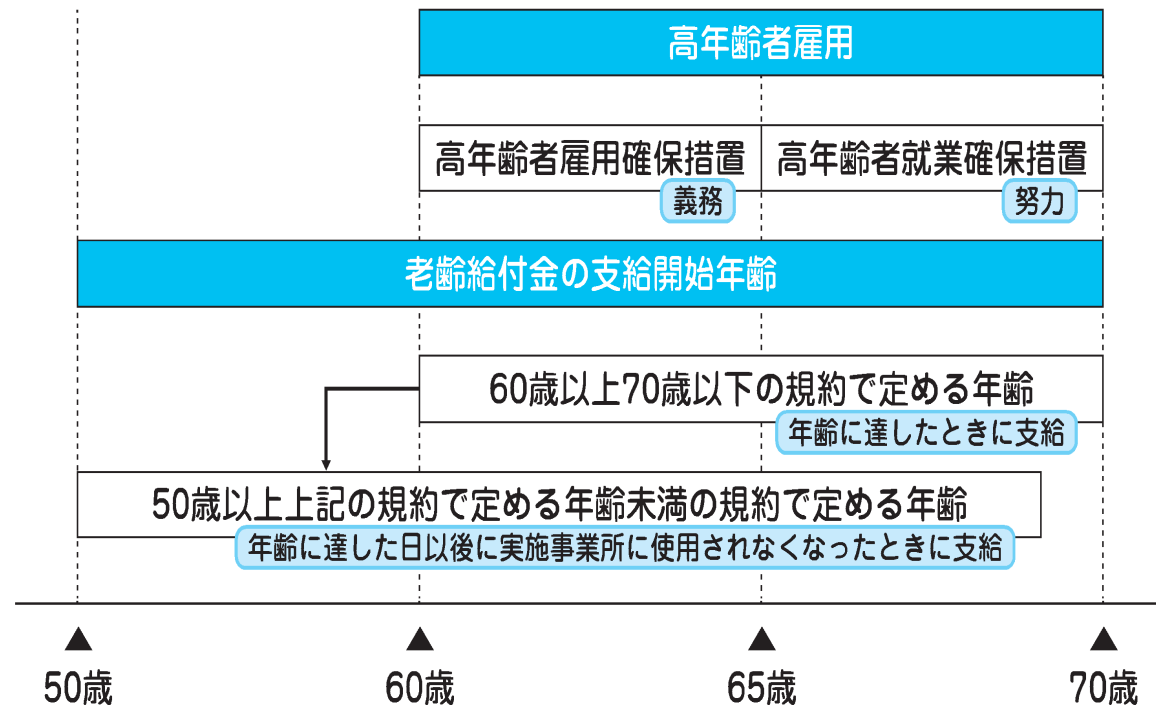 高年齢者雇用
高年齢者雇用確保措置
義務
高年齢者就業確保措置
努力
老齢給付金の支給開始年齢
60歳以上70歳以下の規約で定める年齢
年齢に達したときに支給
50歳以上上記の規約で定める年齢未満の規約で定める年齢
年齢に達した日以後に実施事業所に使用されなくなったときに支給
50歳
60歳
65歳
70歳